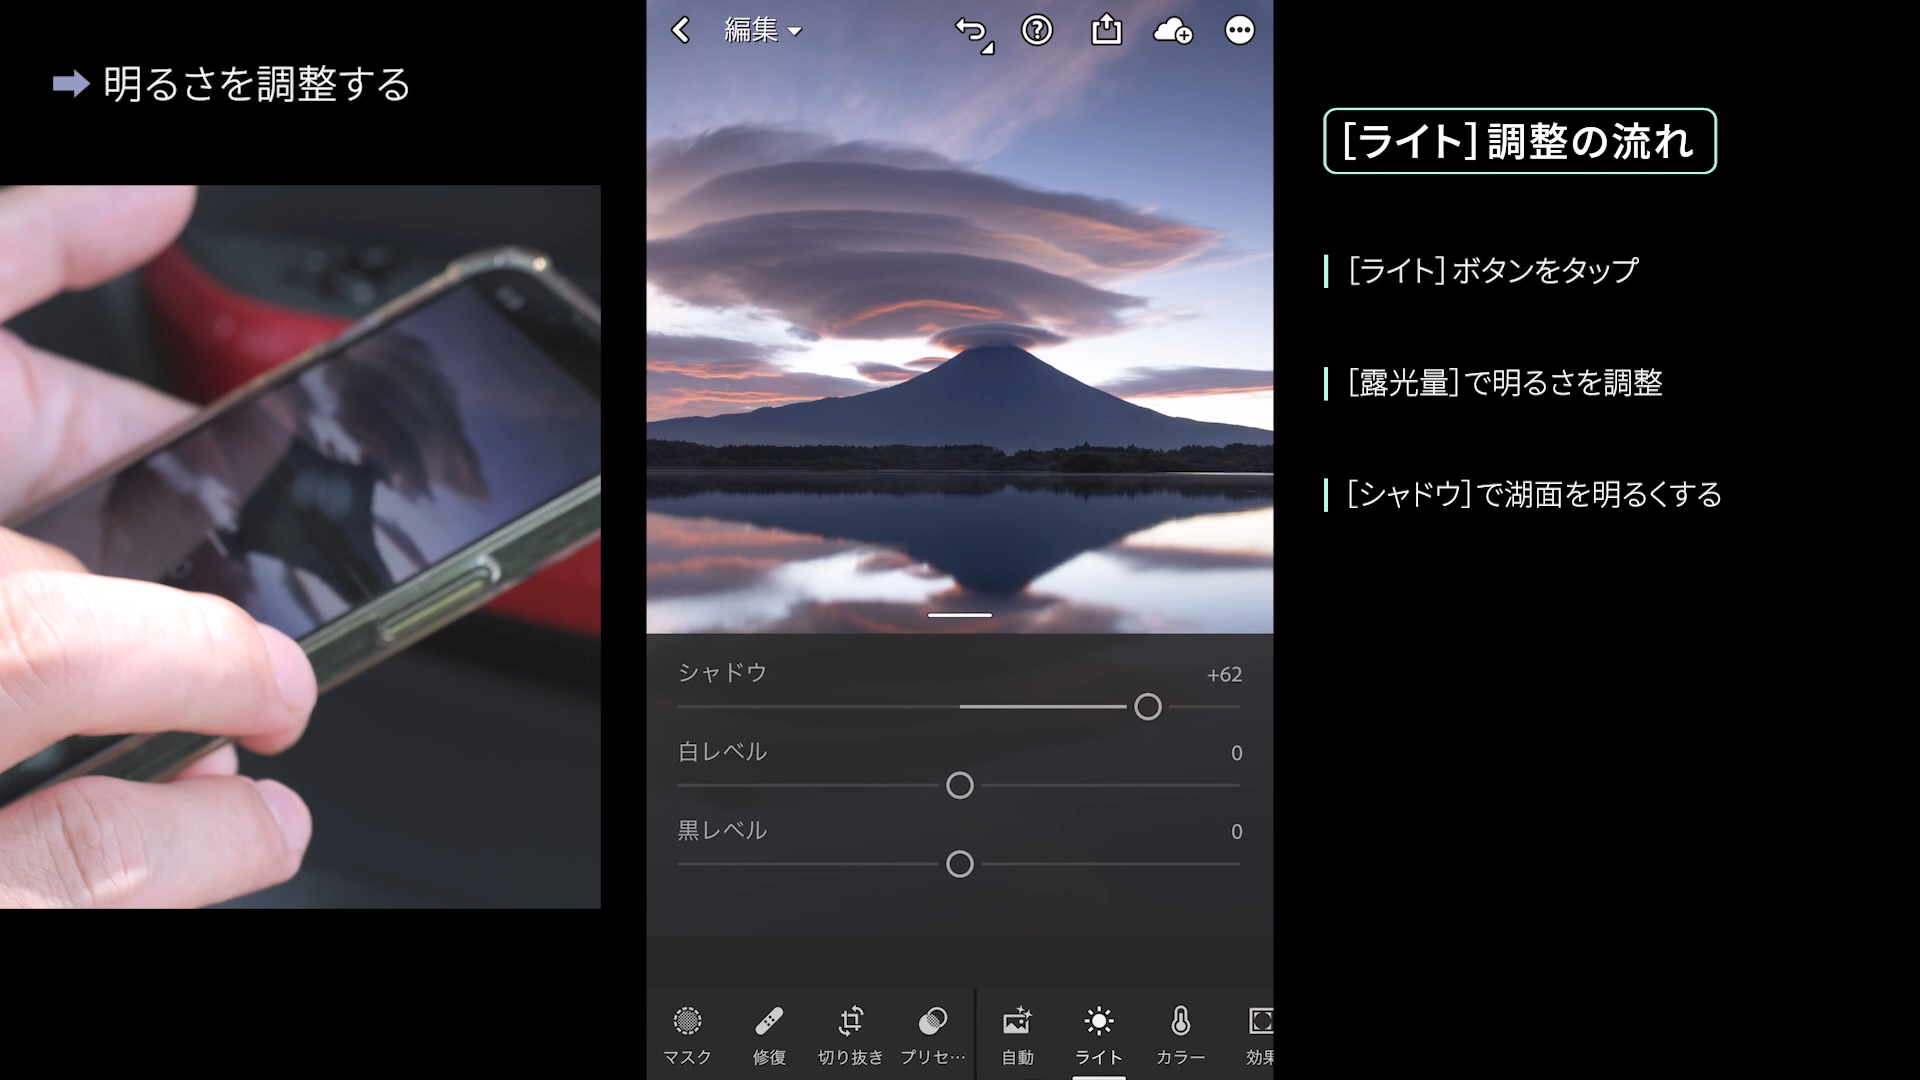 明るさを調整する
編集
シャドウ +62
白レベル 0
黒レベル 0
マスク 修復 切り抜き プリセ… 自動 ライト カラー 効果
[ライト]調整の流れ
[ライト]ボタンをタップ
[露光量]で明るさを調整
[シャドウ]で湖面を明るくする